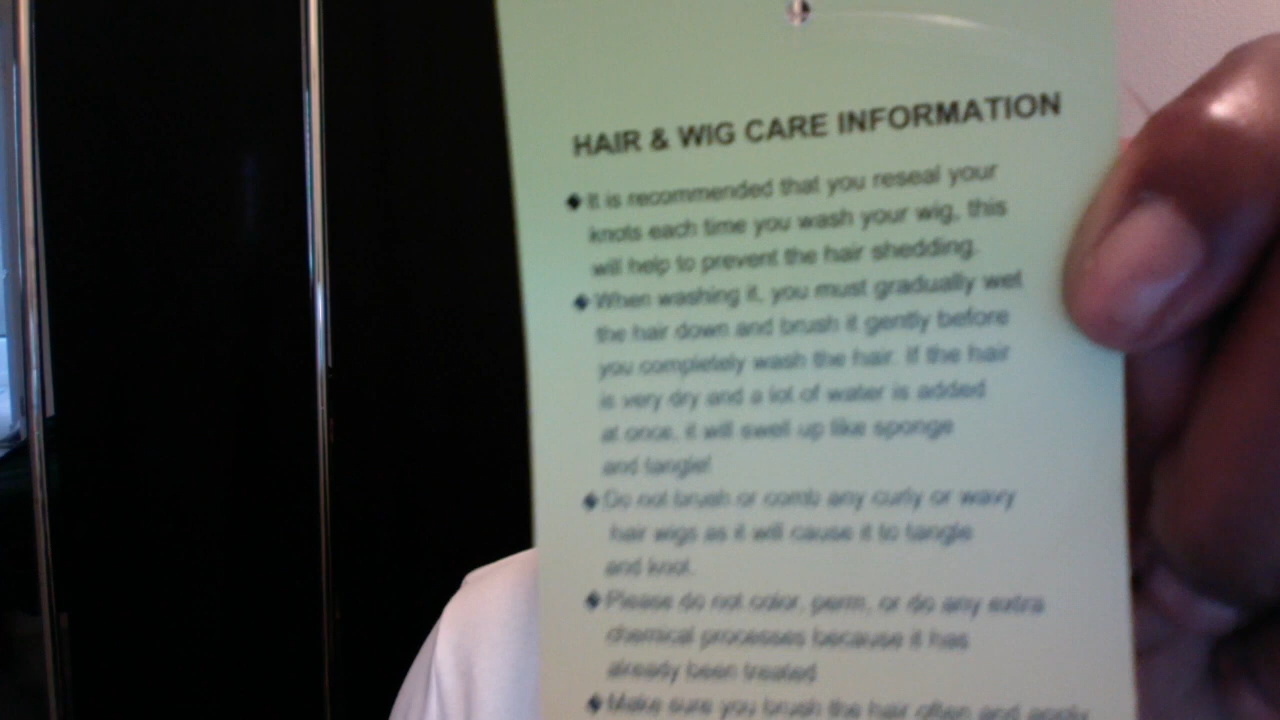 HAIR & WIG CARE INFORMATION
It is recommended that you reseal your
knots each time you wash your wig, this
will help to prevent the hair shedding.
When washing it, you must gradually wet
the hair down and brush it gently before
you completely wash the hair. If the hair
is very dry and a lot of water is added
at once, it will swell up like sponge
and tangle!
Do not brush or comb any curly or wavy
hair wigs as it will cause it to tangle
and knot.
Please do not color, perm, or do any extra
chemical processes because it has
already been treated
Make sure you brush the hair often and apply